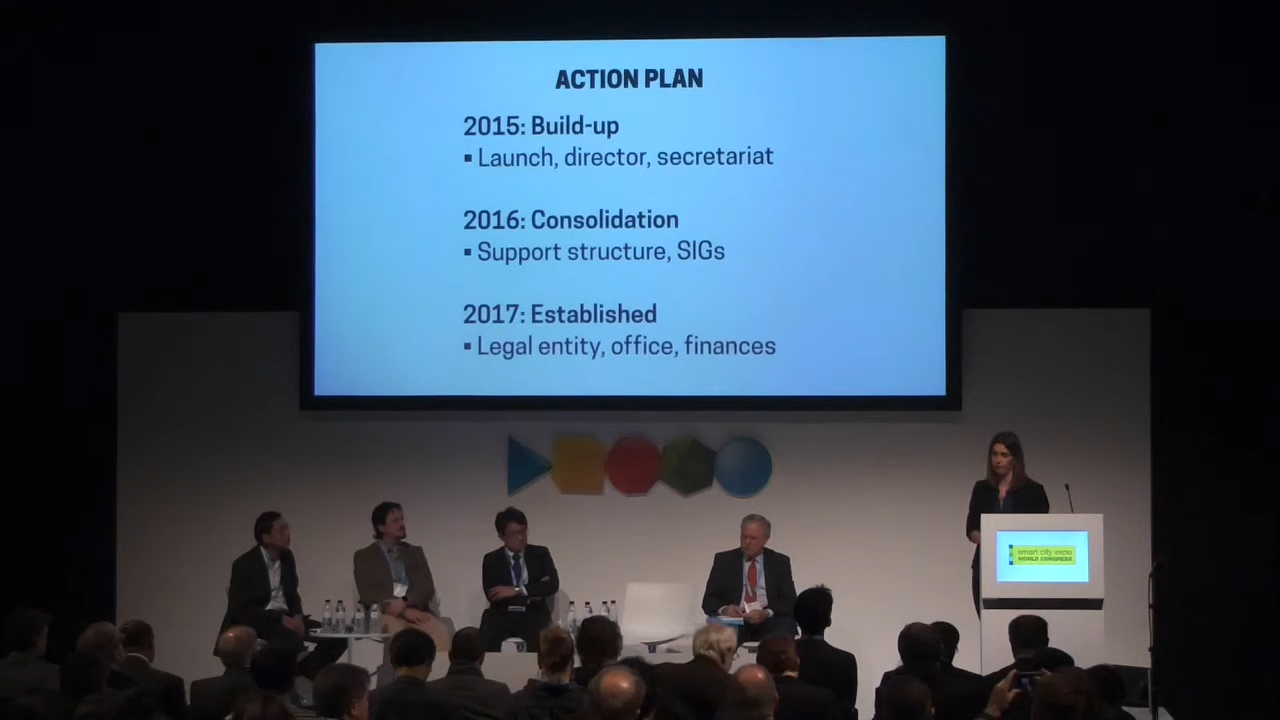 ACTION PLAN
2015: Build-up
▪ Launch, director, secretariat
2016: Consolidation
▪ Support structure, SIGs
2017: Established
▪ Legal entity, office, finances
smart city expo
WORLD CONGRESS